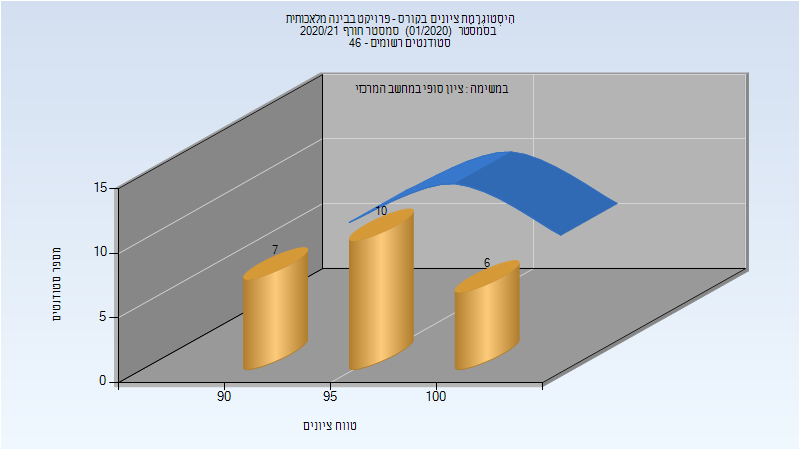 היסטוגרמת ציונים בקורס - פרויקט בבינה מלאכותית
בסמסטר (01/2020) סמסטר חורף 2020/21
סטודנטים רשומים - 46
במשימה : ציון סופי במחשב המרכזי
15
10
5
0
מספר סטודנטים
7
10
6
90
95
100
טווח ציונים